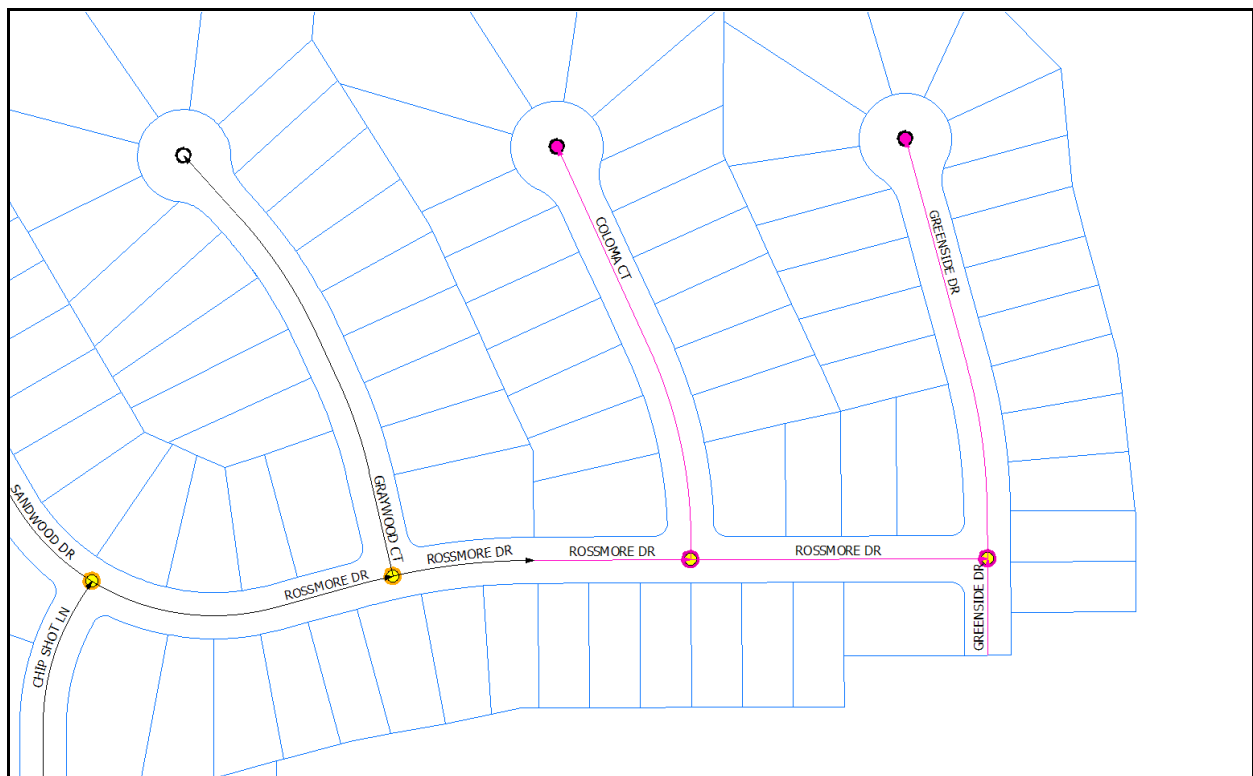 COLOMA CT
GREENSIDE DR
SANDWOOD DR
GRAYWOOD CT
ROSSMORE DR
ROSSMORE DR
ROSSMORE DR
ROSSMORE DR
CHIP SHOT LN
GREENSIDE DR